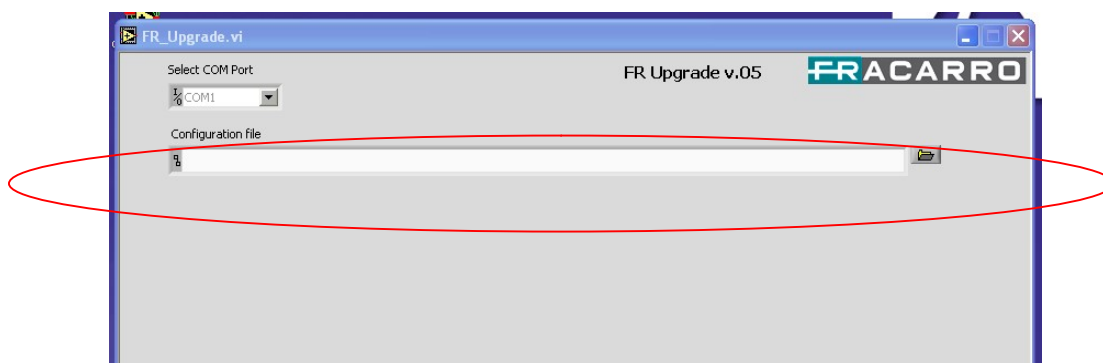 FR_Upgrade.vi
Select COM Port
FR Upgrade v.05
FRACARRO
COM1
Configuration file